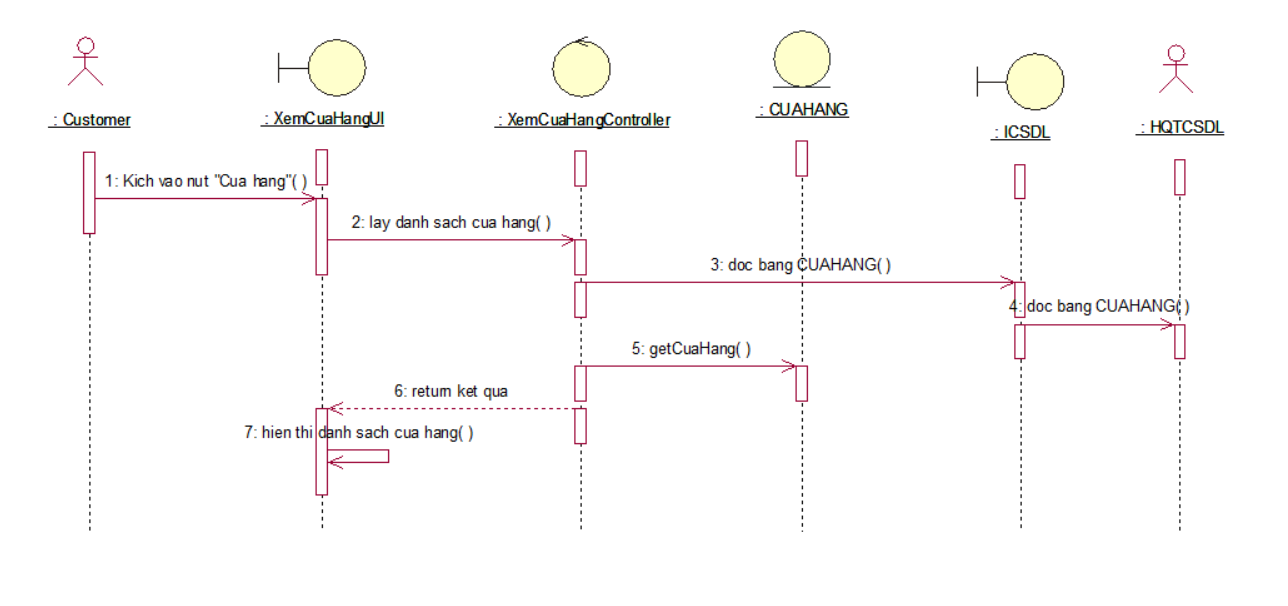 : Customer
: XemCuaHangUI
: XemCuaHangController
: CUAHANG
: ICSDL
: HQTCSDL
1: Kich vao nut "Cua hang"( )
2: lay danh sach cua hang( )
3: doc bang CUAHANG( )
4: doc bang CUAHANG( )
5: getCuaHang( )
6: return ket qua
7: hien thi danh sach cua hang( )